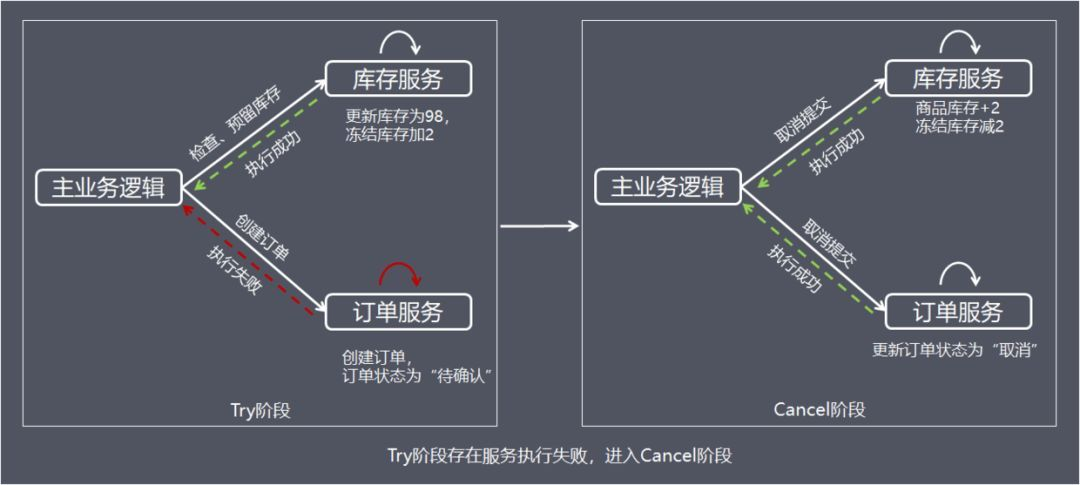 库存服务
更新库存为98，
冻结库存加2
检查、预留库存
执行成功
主业务逻辑
创建订单
执行失败
订单服务
创建订单，
订单状态为“待确认”
Try阶段
库存服务
商品库存+2
冻结库存减2
取消提交
执行成功
主业务逻辑
取消提交
执行成功
订单服务
更新订单状态为“取消”
Cancel阶段
Try阶段存在服务执行失败，进入Cancel阶段